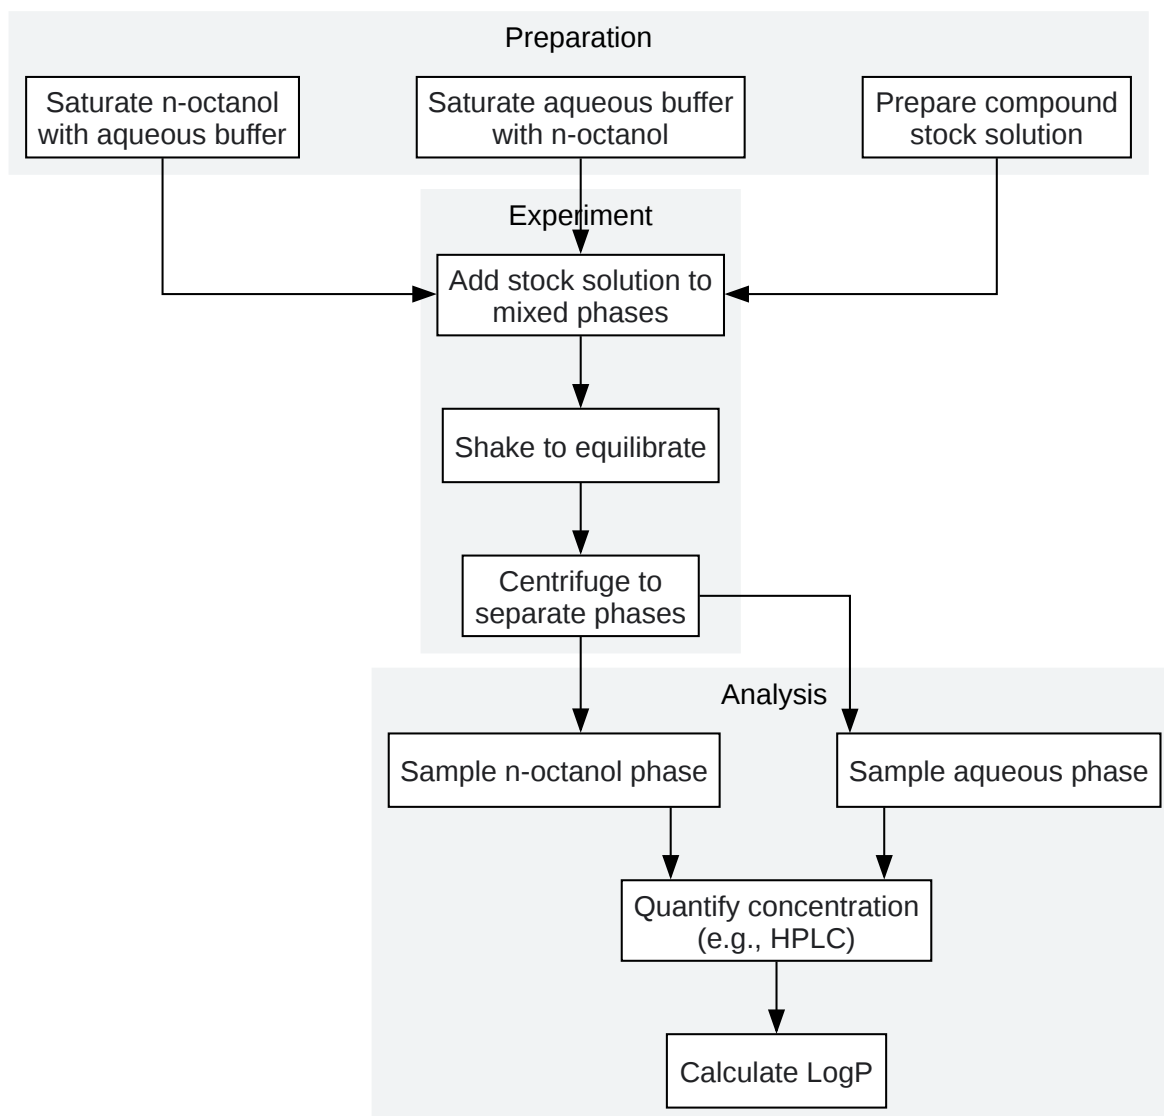 Preparation
Saturate n-octanol
with aqueous buffer
Saturate aqueous buffer
with n-octanol
Prepare compound
stock solution
Experiment
Add stock solution to
mixed phases
Shake to equilibrate
Centrifuge to
separate phases
Analysis
Sample n-octanol phase
Sample aqueous phase
Quantify concentration
(e.g., HPLC)
Calculate LogP